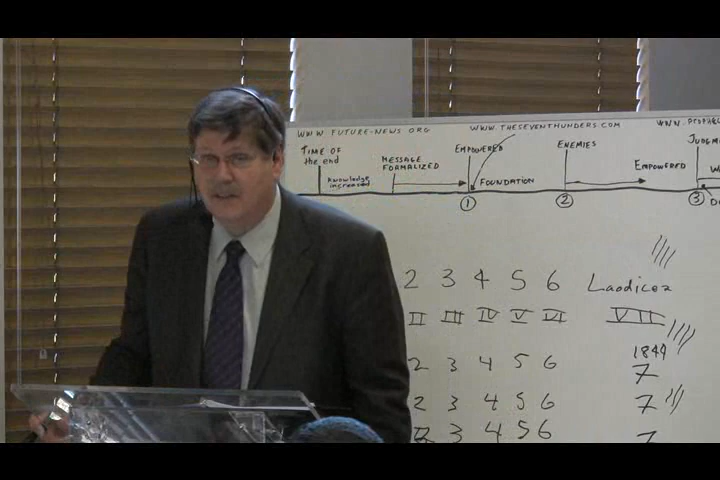 WWW. FUTURE-NEWS ORG WWW.THESEVENTHUNDERS.COM
TIME OF the end
MESSAGE FORMALIZED
EMPOWERED
ENEMIES
Knowledge increased
FOUNDATION
EMPOWERED
1 2 3
2 3 4 5 6 Laodicea
II III IV V VI VII
2 3 4 5 6 1844 7
2 3 4 5 6 7
3 4 5 6 7